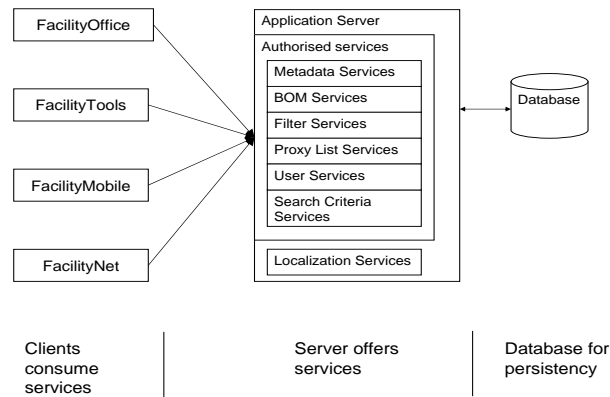 FacilityOffice
FacilityTools
FacilityMobile
FacilityNet
Application Server
Authorised services
Metadata Services
BOM Services
Filter Services
Proxy List Services
User Services
Search Criteria
Services
Localization Services
Database
Clients
consume
services
Server offers
services
Database for
persistency